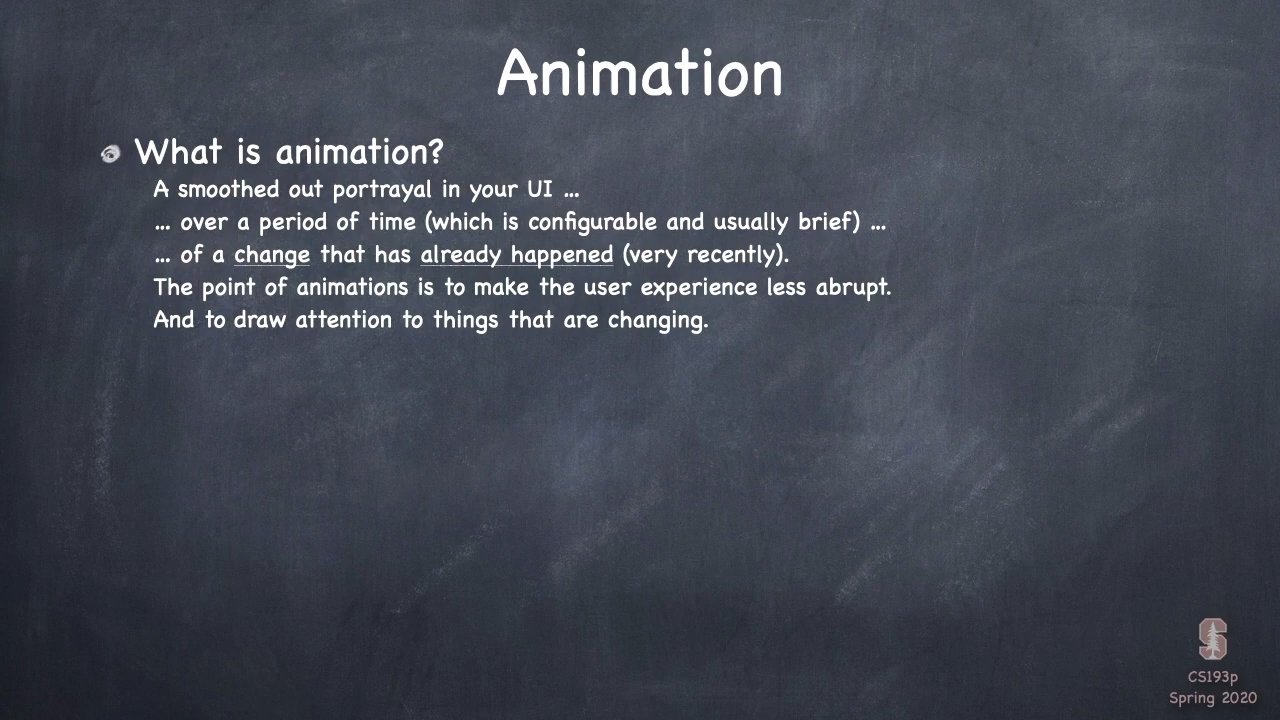 Animation
What is animation?
A smoothed out portrayal in your UI ...
... over a period of time (which is configurable and usually brief) ...
... of a change that has already happened (very recently).
The point of animations is to make the user experience less abrupt.
And to draw attention to things that are changing.
CS193p
Spring 2020